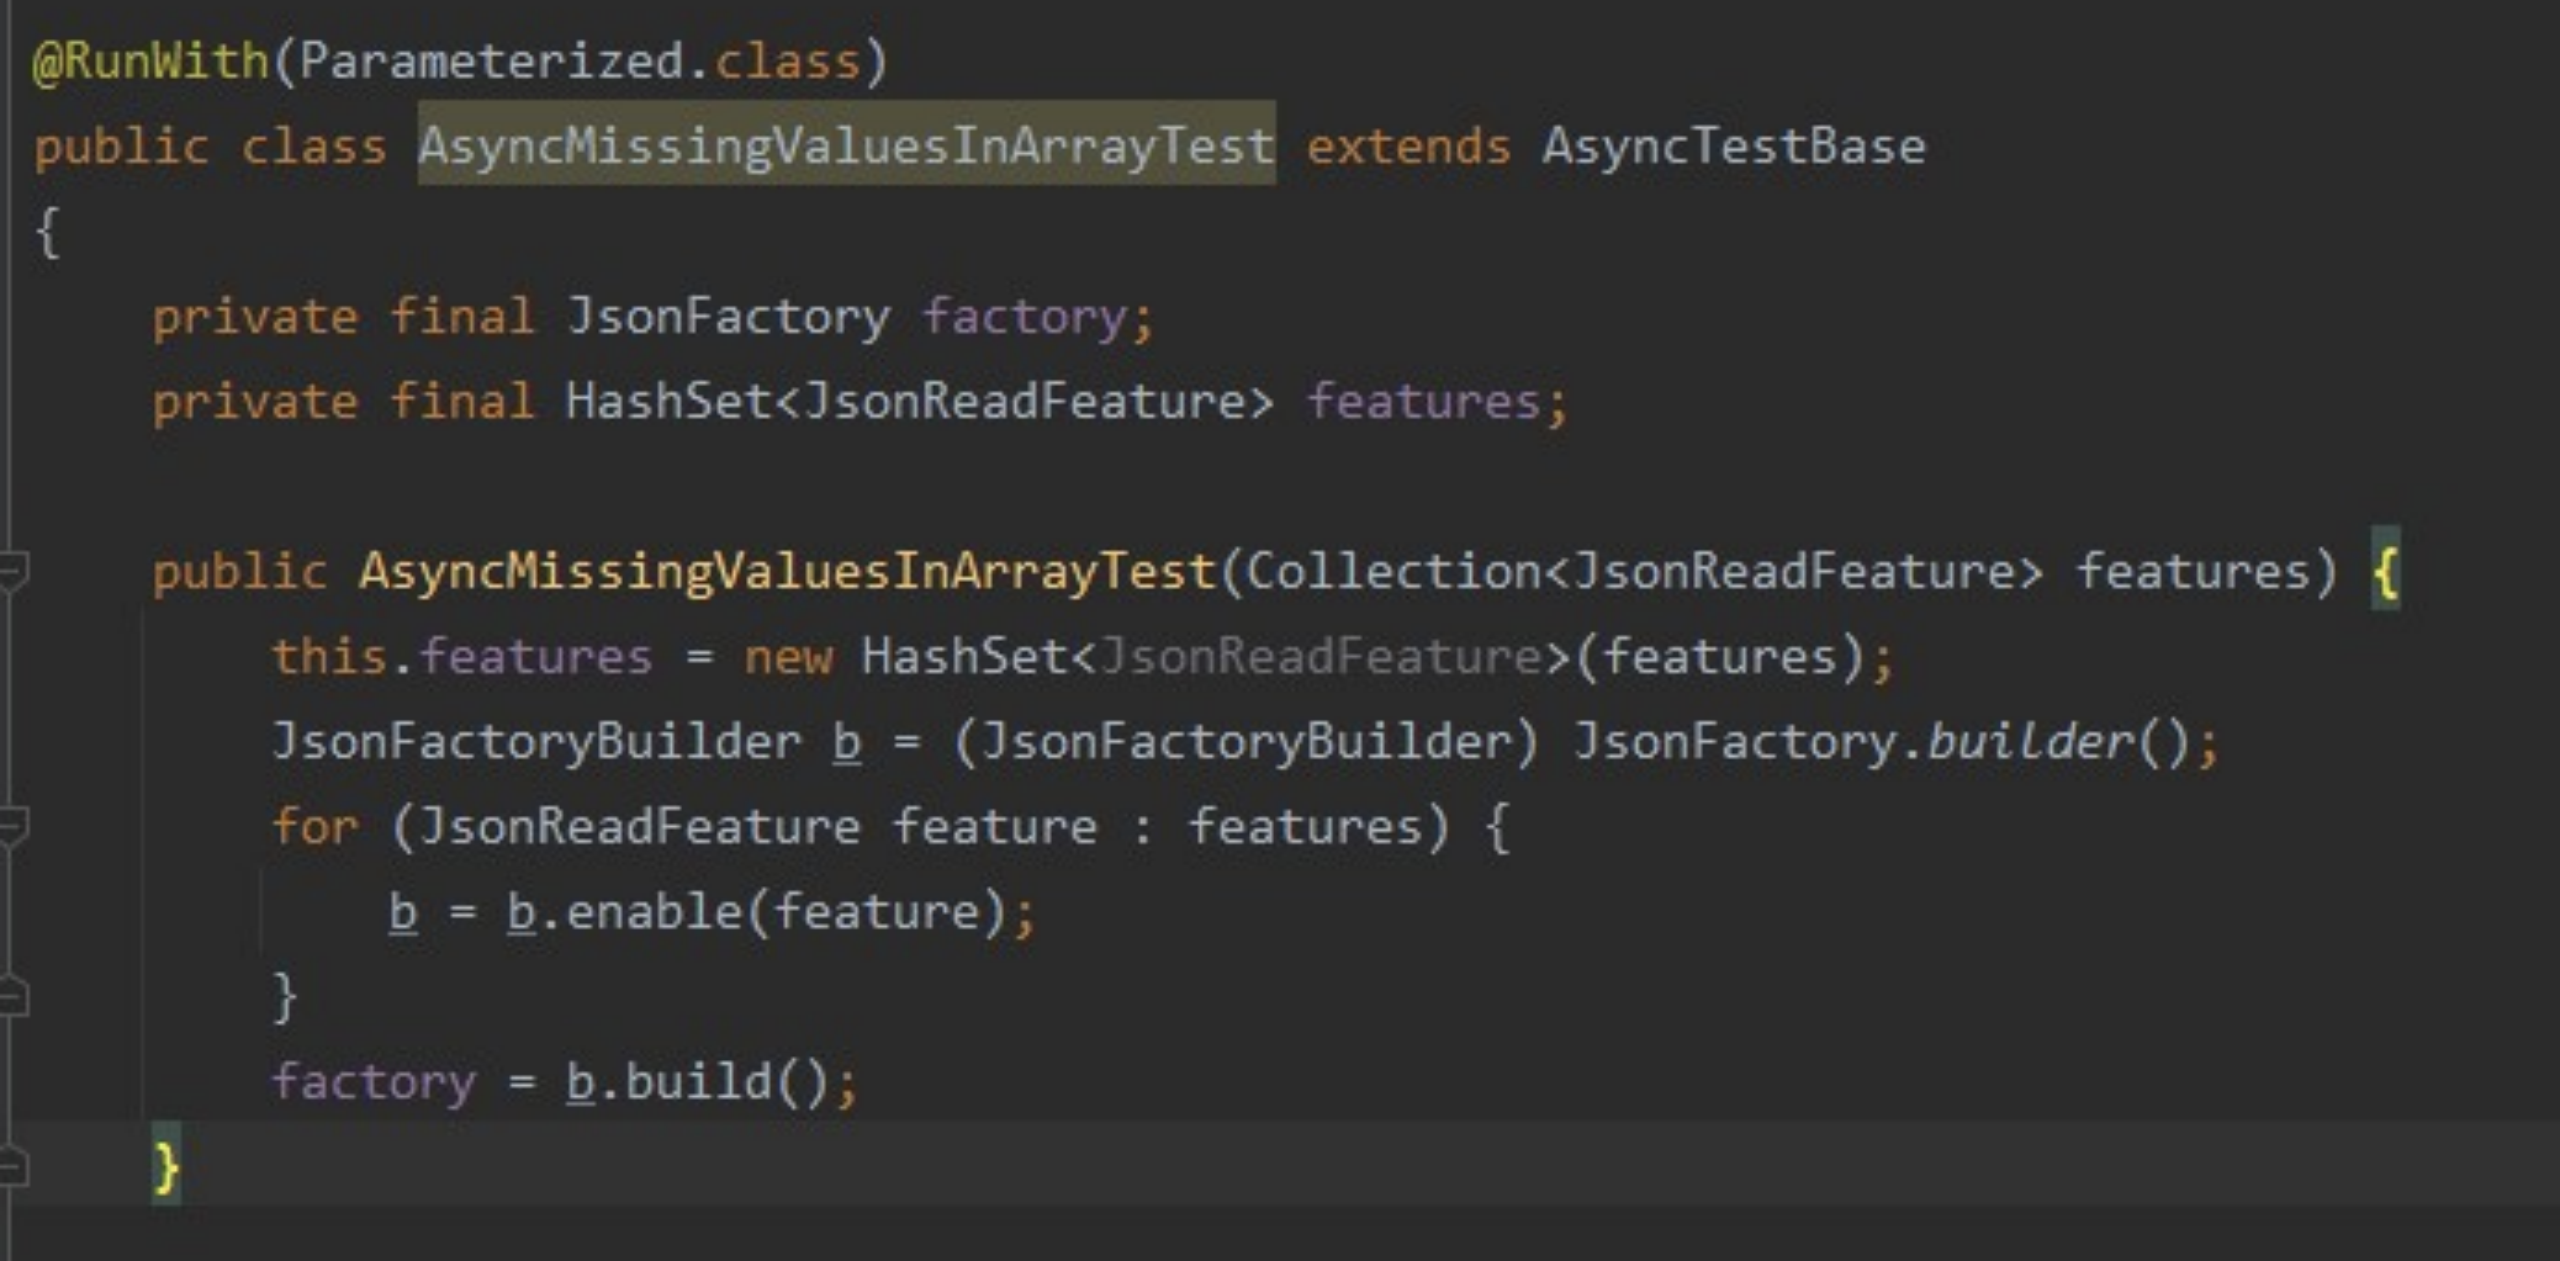 @RunWith(Parameterized.class)
public class AsyncMissingValuesInArrayTest extends AsyncTestBase
{
    private final JsonFactory factory;
    private final HashSet<JsonReadFeature> features;

    public AsyncMissingValuesInArrayTest(Collection<JsonReadFeature> features) {
        this.features = new HashSet<JsonReadFeature>(features);
        JsonFactoryBuilder b = (JsonFactoryBuilder) JsonFactory.builder();
        for (JsonReadFeature feature : features) {
            b = b.enable(feature);
        }
        factory = b.build();
    }